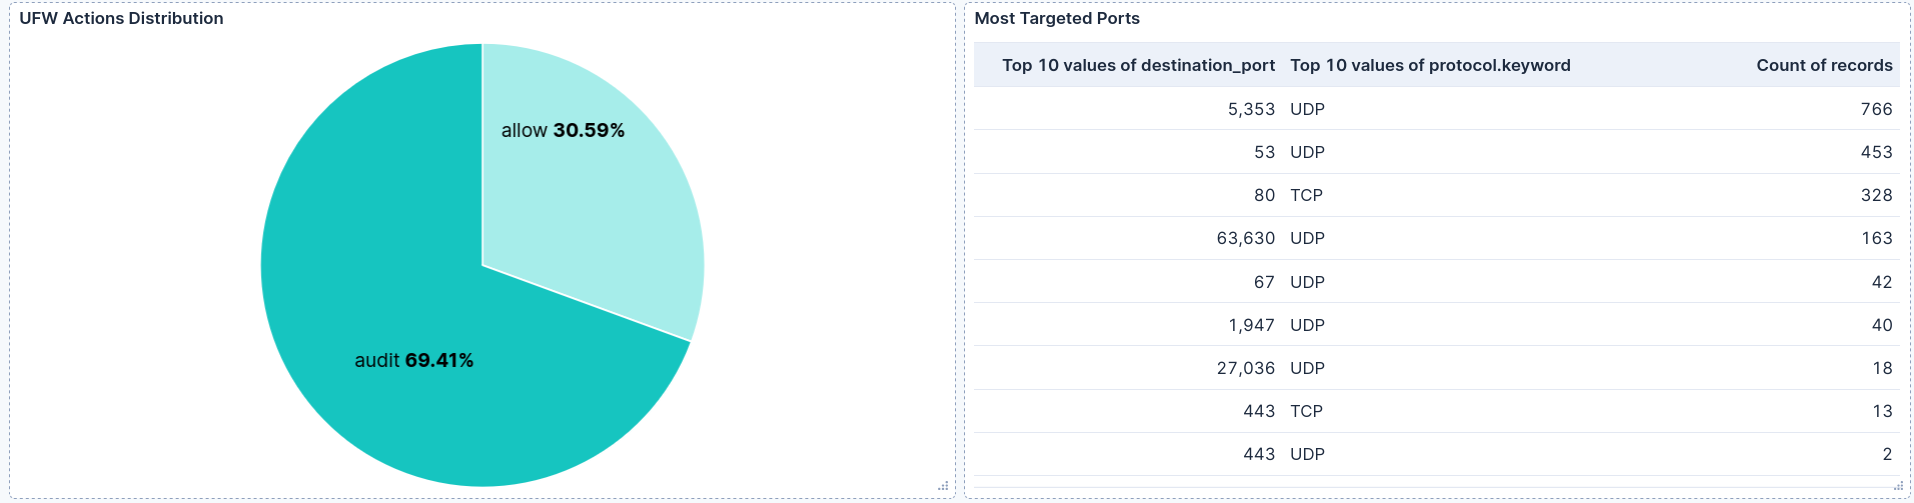 UFW Actions Distribution
allow 30.59%
audit 69.41%
Most Targeted Ports
Top 10 values of destination_port Top 10 values of protocol.keyword Count of records
5,353 UDP 766
53 UDP 453
80 TCP 328
63,630 UDP 163
67 UDP 42
1,947 UDP 40
27,036 UDP 18
443 TCP 13
443 UDP 2